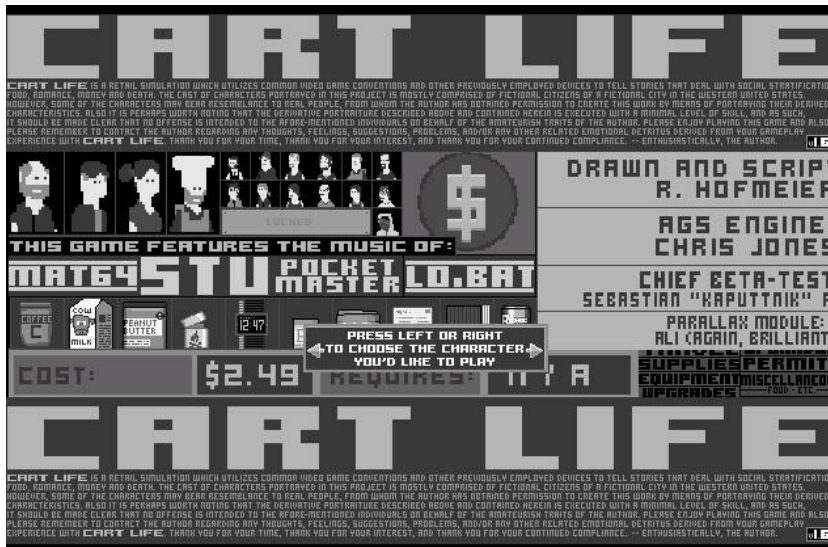 CART LIFE
CART LIFE IS A RETAIL SIMULATION WHICH UTILIZES COMMON VIDEO GAME CONVENTIONS AND OTHER PREVIOUSLY EMPLOYED DEVICES TO TELL STORIES THAT DEAL WITH SOCIAL STRATIFICATIO
FOOD, ROMANCE, MONEY AND DEATH. THE CAST OF CHARACTERS PORTRAYED IN THIS PROJECT IS MOSTLY COMPRISED OF FICTIONAL CITIZENS OF A FICTIONAL CITY IN THE WESTERN UNITED STATES.
HOWEVER, SOME OF THE CHARACTERS MAY BEAR RESEMBLANCE TO REAL PEOPLE, FROM WHOM THE AUTHOR HAS OBTAINED PERMISSION TO CREATE THIS WORK BY MEANS OF PORTRAYING THEIR DERIVED
CHARACTERISTICS. ALSO IT IS PERHAPS WORTH NOTING THAT THE DERIVATIVE PORTRAITURE DESCRIBED ABOVE AND CONTAINED HEREIN IS EXECUTED WITH A MINIMAL LEVEL OF SKILL, AND AS SUCH,
IT SHOULD BE MADE CLEAR THAT NO OFFENSE IS INTENDED TO THE AFORE-MENTIONED INDIVIDUALS ON BEHALF OF THE AMATEURISH TRAITS OF THE AUTHOR. PLEASE ENJOY PLAYING THIS GAME AND ALSO
PLEASE REMEMBER TO CONTACT THE AUTHOR REGARDING ANY THOUGHTS, FEELINGS, SUGGESTIONS, PROBLEMS, AND/OR ANY OTHER RELATED EMOTIONAL DETRITUS DERIVED FROM YOUR GAMEPLAY
EXPERIENCE WITH CART LIFE. THANK YOU FOR YOUR TIME, THANK YOU FOR YOUR INTEREST, AND THANK YOU FOR YOUR CONTINUED COMPLIANCE. -- ENTHUSIASTICALLY, THE AUTHOR.
LOCKED
$
THIS GAME FEATURES THE MUSIC OF:
MAT64 STU POCKET MASTER LO.BAT
DRAWN AND SCRIPT
R. HOFMEIER
AGS ENGINE
CHRIS JONES
CHIEF BETA-TEST
SEBASTIAN "KAPUTTNIK"
PARALLAX MODULE:
ALI (AGAIN, BRILLIANT
COFFEE
C
COW
MILK
PEANUT
BUTTER
12:47
PRESS LEFT OR RIGHT
TO CHOOSE THE CHARACTER
YOU'D LIKE TO PLAY
COST: $2.49 REQUIRES: N / A
SUPPLIES PERMIT
EQUIPMENT MISCELLANEO
UPGRADES FOOD - ETC.
CART LIFE
CART LIFE IS A RETAIL SIMULATION WHICH UTILIZES COMMON VIDEO GAME CONVENTIONS AND OTHER PREVIOUSLY EMPLOYED DEVICES TO TELL STORIES THAT DEAL WITH SOCIAL STRATIFICATIO
FOOD, ROMANCE, MONEY AND DEATH. THE CAST OF CHARACTERS PORTRAYED IN THIS PROJECT IS MOSTLY COMPRISED OF FICTIONAL CITIZENS OF A FICTIONAL CITY IN THE WESTERN UNITED STATES.
HOWEVER, SOME OF THE CHARACTERS MAY BEAR RESEMBLANCE TO REAL PEOPLE, FROM WHOM THE AUTHOR HAS OBTAINED PERMISSION TO CREATE THIS WORK BY MEANS OF PORTRAYING THEIR DERIVED
CHARACTERISTICS. ALSO IT IS PERHAPS WORTH NOTING THAT THE DERIVATIVE PORTRAITURE DESCRIBED ABOVE AND CONTAINED HEREIN IS EXECUTED WITH A MINIMAL LEVEL OF SKILL, AND AS SUCH,
IT SHOULD BE MADE CLEAR THAT NO OFFENSE IS INTENDED TO THE AFORE-MENTIONED INDIVIDUALS ON BEHALF OF THE AMATEURISH TRAITS OF THE AUTHOR. PLEASE ENJOY PLAYING THIS GAME AND ALSO
PLEASE REMEMBER TO CONTACT THE AUTHOR REGARDING ANY THOUGHTS, FEELINGS, SUGGESTIONS, PROBLEMS, AND/OR ANY OTHER RELATED EMOTIONAL DETRITUS DERIVED FROM YOUR GAMEPLAY
EXPERIENCE WITH CART LIFE. THANK YOU FOR YOUR TIME, THANK YOU FOR YOUR INTEREST, AND THANK YOU FOR YOUR CONTINUED COMPLIANCE. -- ENTHUSIASTICALLY, THE AUTHOR.